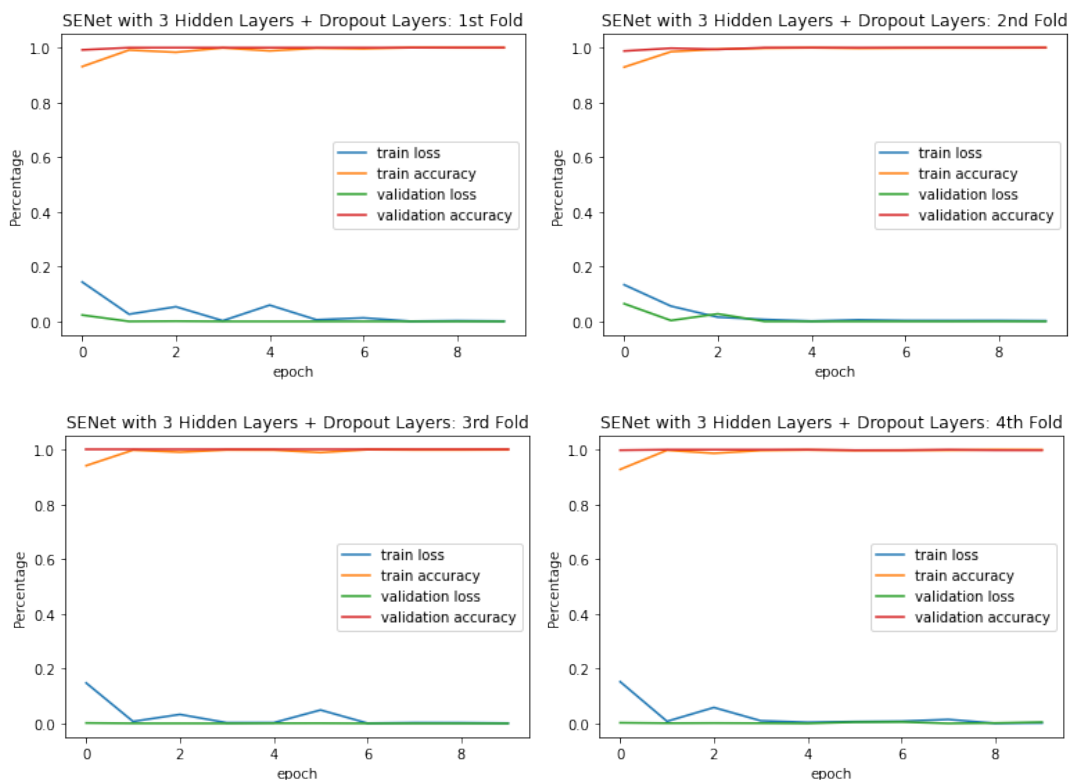 SENet with 3 Hidden Layers + Dropout Layers: 1st Fold
1.0
0.8
0.6
0.4
0.2
0.0
Percentage
train loss
train accuracy
validation loss
validation accuracy
0 2 4 6 8
epoch
SENet with 3 Hidden Layers + Dropout Layers: 2nd Fold
1.0
0.8
0.6
0.4
0.2
0.0
Percentage
train loss
train accuracy
validation loss
validation accuracy
0 2 4 6 8
epoch
SENet with 3 Hidden Layers + Dropout Layers: 3rd Fold
1.0
0.8
0.6
0.4
0.2
0.0
Percentage
train loss
train accuracy
validation loss
validation accuracy
0 2 4 6 8
epoch
SENet with 3 Hidden Layers + Dropout Layers: 4th Fold
1.0
0.8
0.6
0.4
0.2
0.0
Percentage
train loss
train accuracy
validation loss
validation accuracy
0 2 4 6 8
epoch